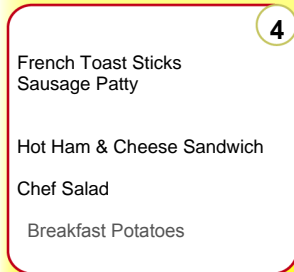 4
French Toast Sticks
Sausage Patty
Hot Ham & Cheese Sandwich
Chef Salad
Breakfast Potatoes